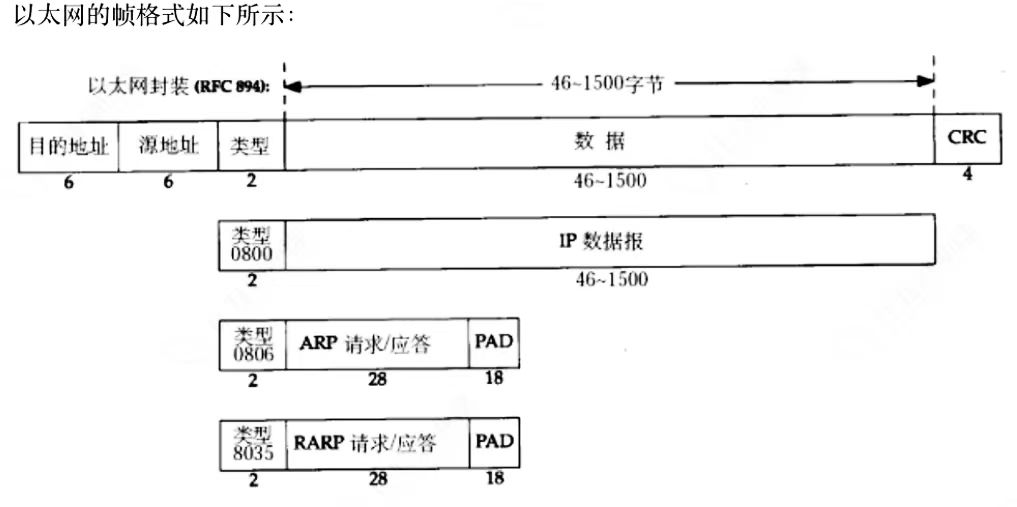 以太网的帧格式如下所示：
以太网封装(RFC 894): 46~1500字节
目的地址 源地址 类型 数据 CRC
6 6 2 46~1500 4
类型 0800 IP 数据报
2 46~1500
类型 0806 ARP 请求/应答 PAD
2 28 18
类型 8035 RARP 请求/应答 PAD
2 28 18